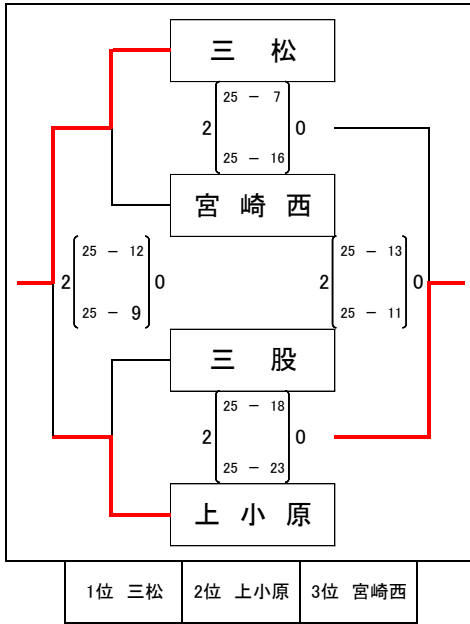 三 松
25 － 7
2 0
25 － 16
宮 崎 西
25 － 12
2 0
25 － 9
25 － 13
2 0
25 － 11
三 股
25 － 18
2 0
25 － 23
上 小 原
1位 三松 2位 上小原 3位 宮崎西